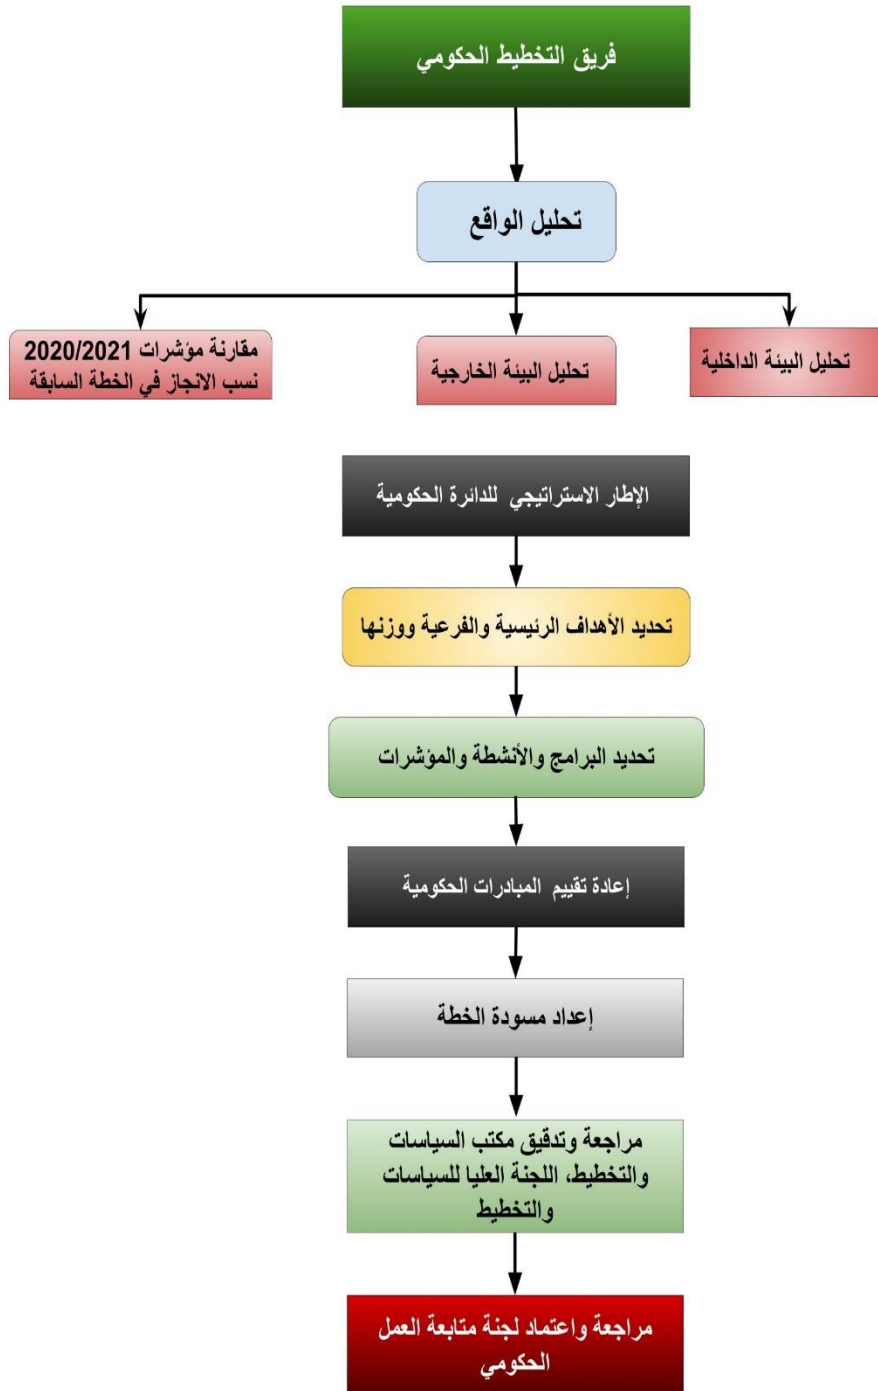 فريق التخطيط الحكومي
تحليل الواقع
تحليل البيئة الداخلية
تحليل البيئة الخارجية
مقارنة مؤشرات 2020/2021
نسب الانجاز في الخطة السابقة
الإطار الاستراتيجي للدائرة الحكومية
تحديد الأهداف الرئيسية والفرعية ووزنها
تحديد البرامج والأنشطة والمؤشرات
إعادة تقييم المبادرات الحكومية
إعداد مسودة الخطة
مراجعة وتدقيق مكتب السياسات
والتخطيط، اللجنة العليا للسياسات
والتخطيط
مراجعة واعتماد لجنة متابعة العمل
الحكومي